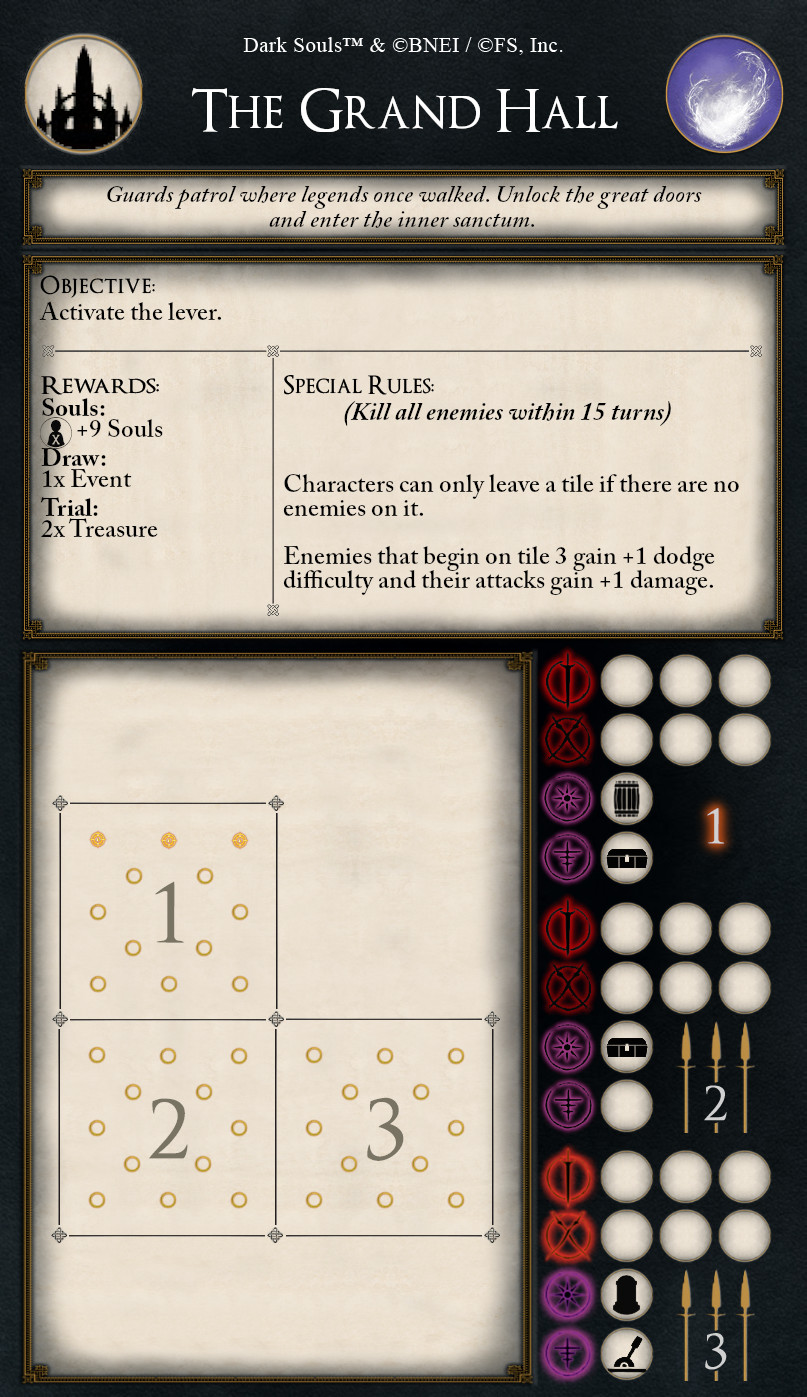 Dark Souls™ & ©BNEI / ©FS, Inc.
The Grand Hall
Guards patrol where legends once walked. Unlock the great doors
and enter the inner sanctum.
Objective:
Activate the lever.
Rewards:
Souls:
X +9 Souls
Draw:
1x Event
Trial:
2x Treasure
Special Rules:
(Kill all enemies within 15 turns)
Characters can only leave a tile if there are no
enemies on it.
Enemies that begin on tile 3 gain +1 dodge
difficulty and their attacks gain +1 damage.
1
2
3
1
2
3